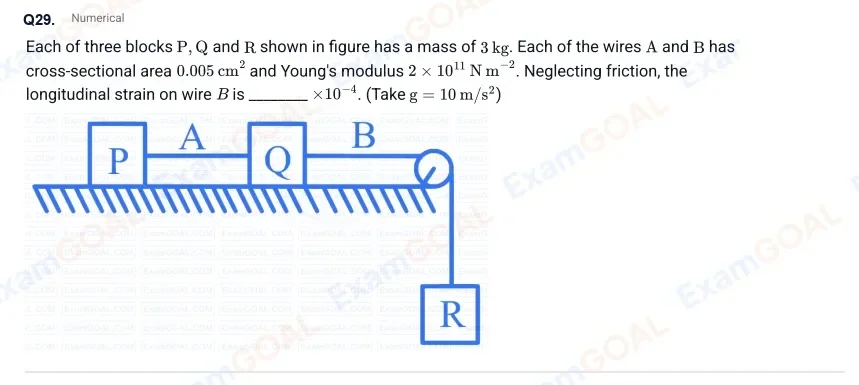 Q29. Numerical
Each of three blocks P, Q and R shown in figure has a mass of 3 kg. Each of the wires A and B has
cross-sectional area 0.005 cm² and Young's modulus 2 × 10¹¹ N m⁻². Neglecting friction, the
longitudinal strain on wire B is ______ ×10⁻⁴. (Take g = 10 m/s²)
A
B
P
Q
R
ExamGOAL
ExamGOAL
ExamGOAL